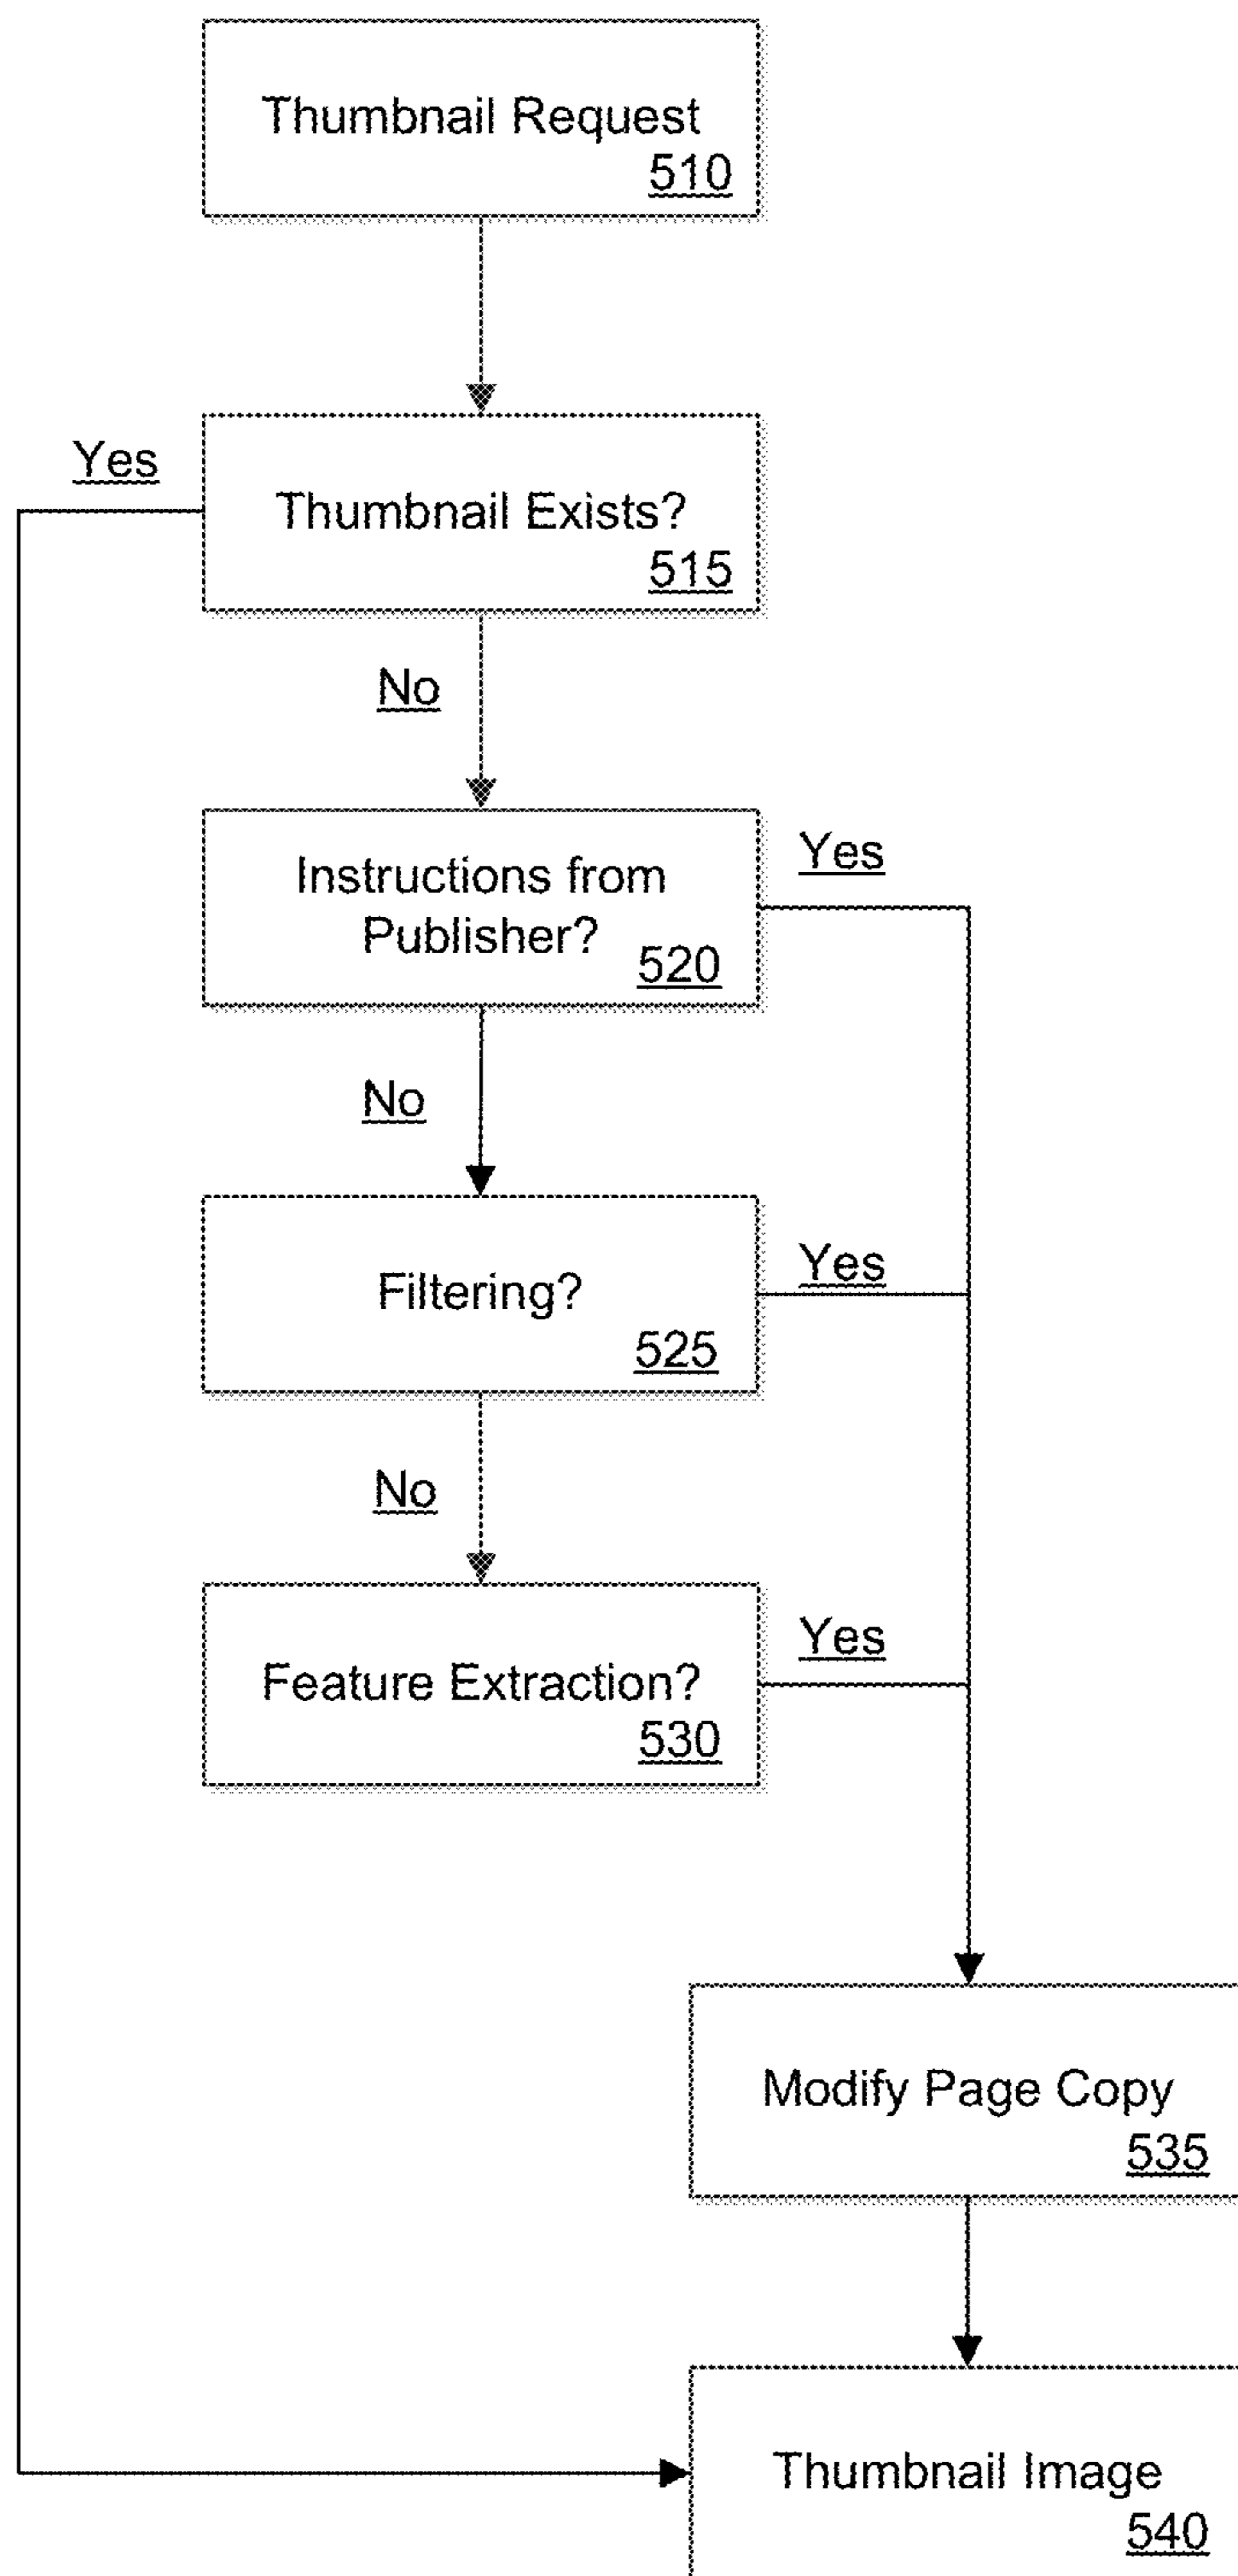 Thumbnail Request
510
Yes
Thumbnail Exists?
515
No
Instructions from
Publisher?
520
Yes
No
Filtering?
525
Yes
No
Feature Extraction?
530
Yes
Modify Page Copy
535
Thumbnail Image
540